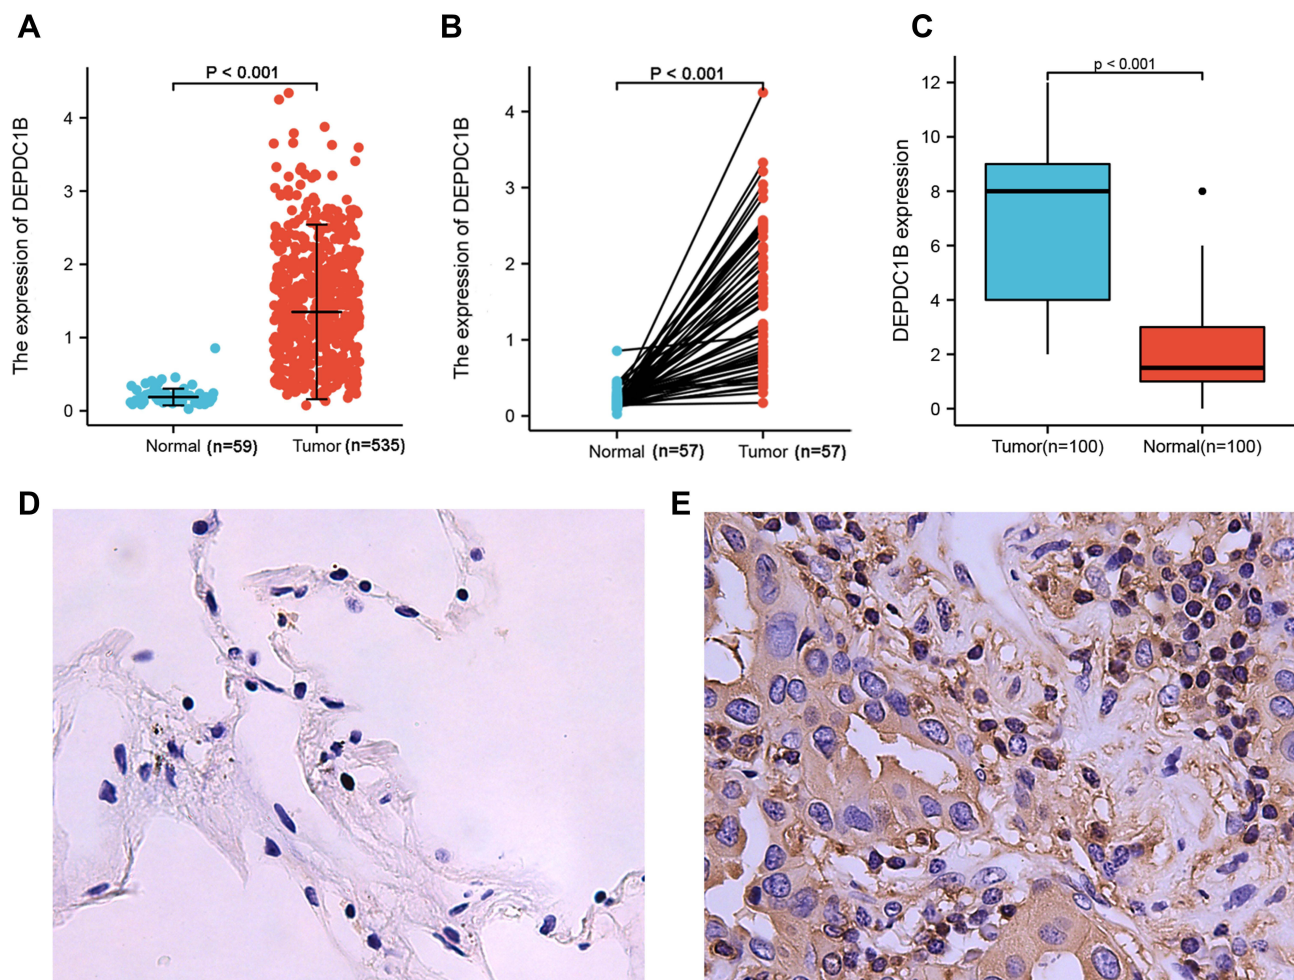 A
P < 0.001
The expression of DEPDC1B
4
3
2
1
0
Normal (n=59)
Tumor (n=535)
B
P < 0.001
The expression of DEPDC1B
4
3
2
1
0
Normal (n=57)
Tumor (n=57)
C
p < 0.001
DEPDC1B expression
12
10
8
6
4
2
0
Tumor(n=100)
Normal(n=100)
D
E